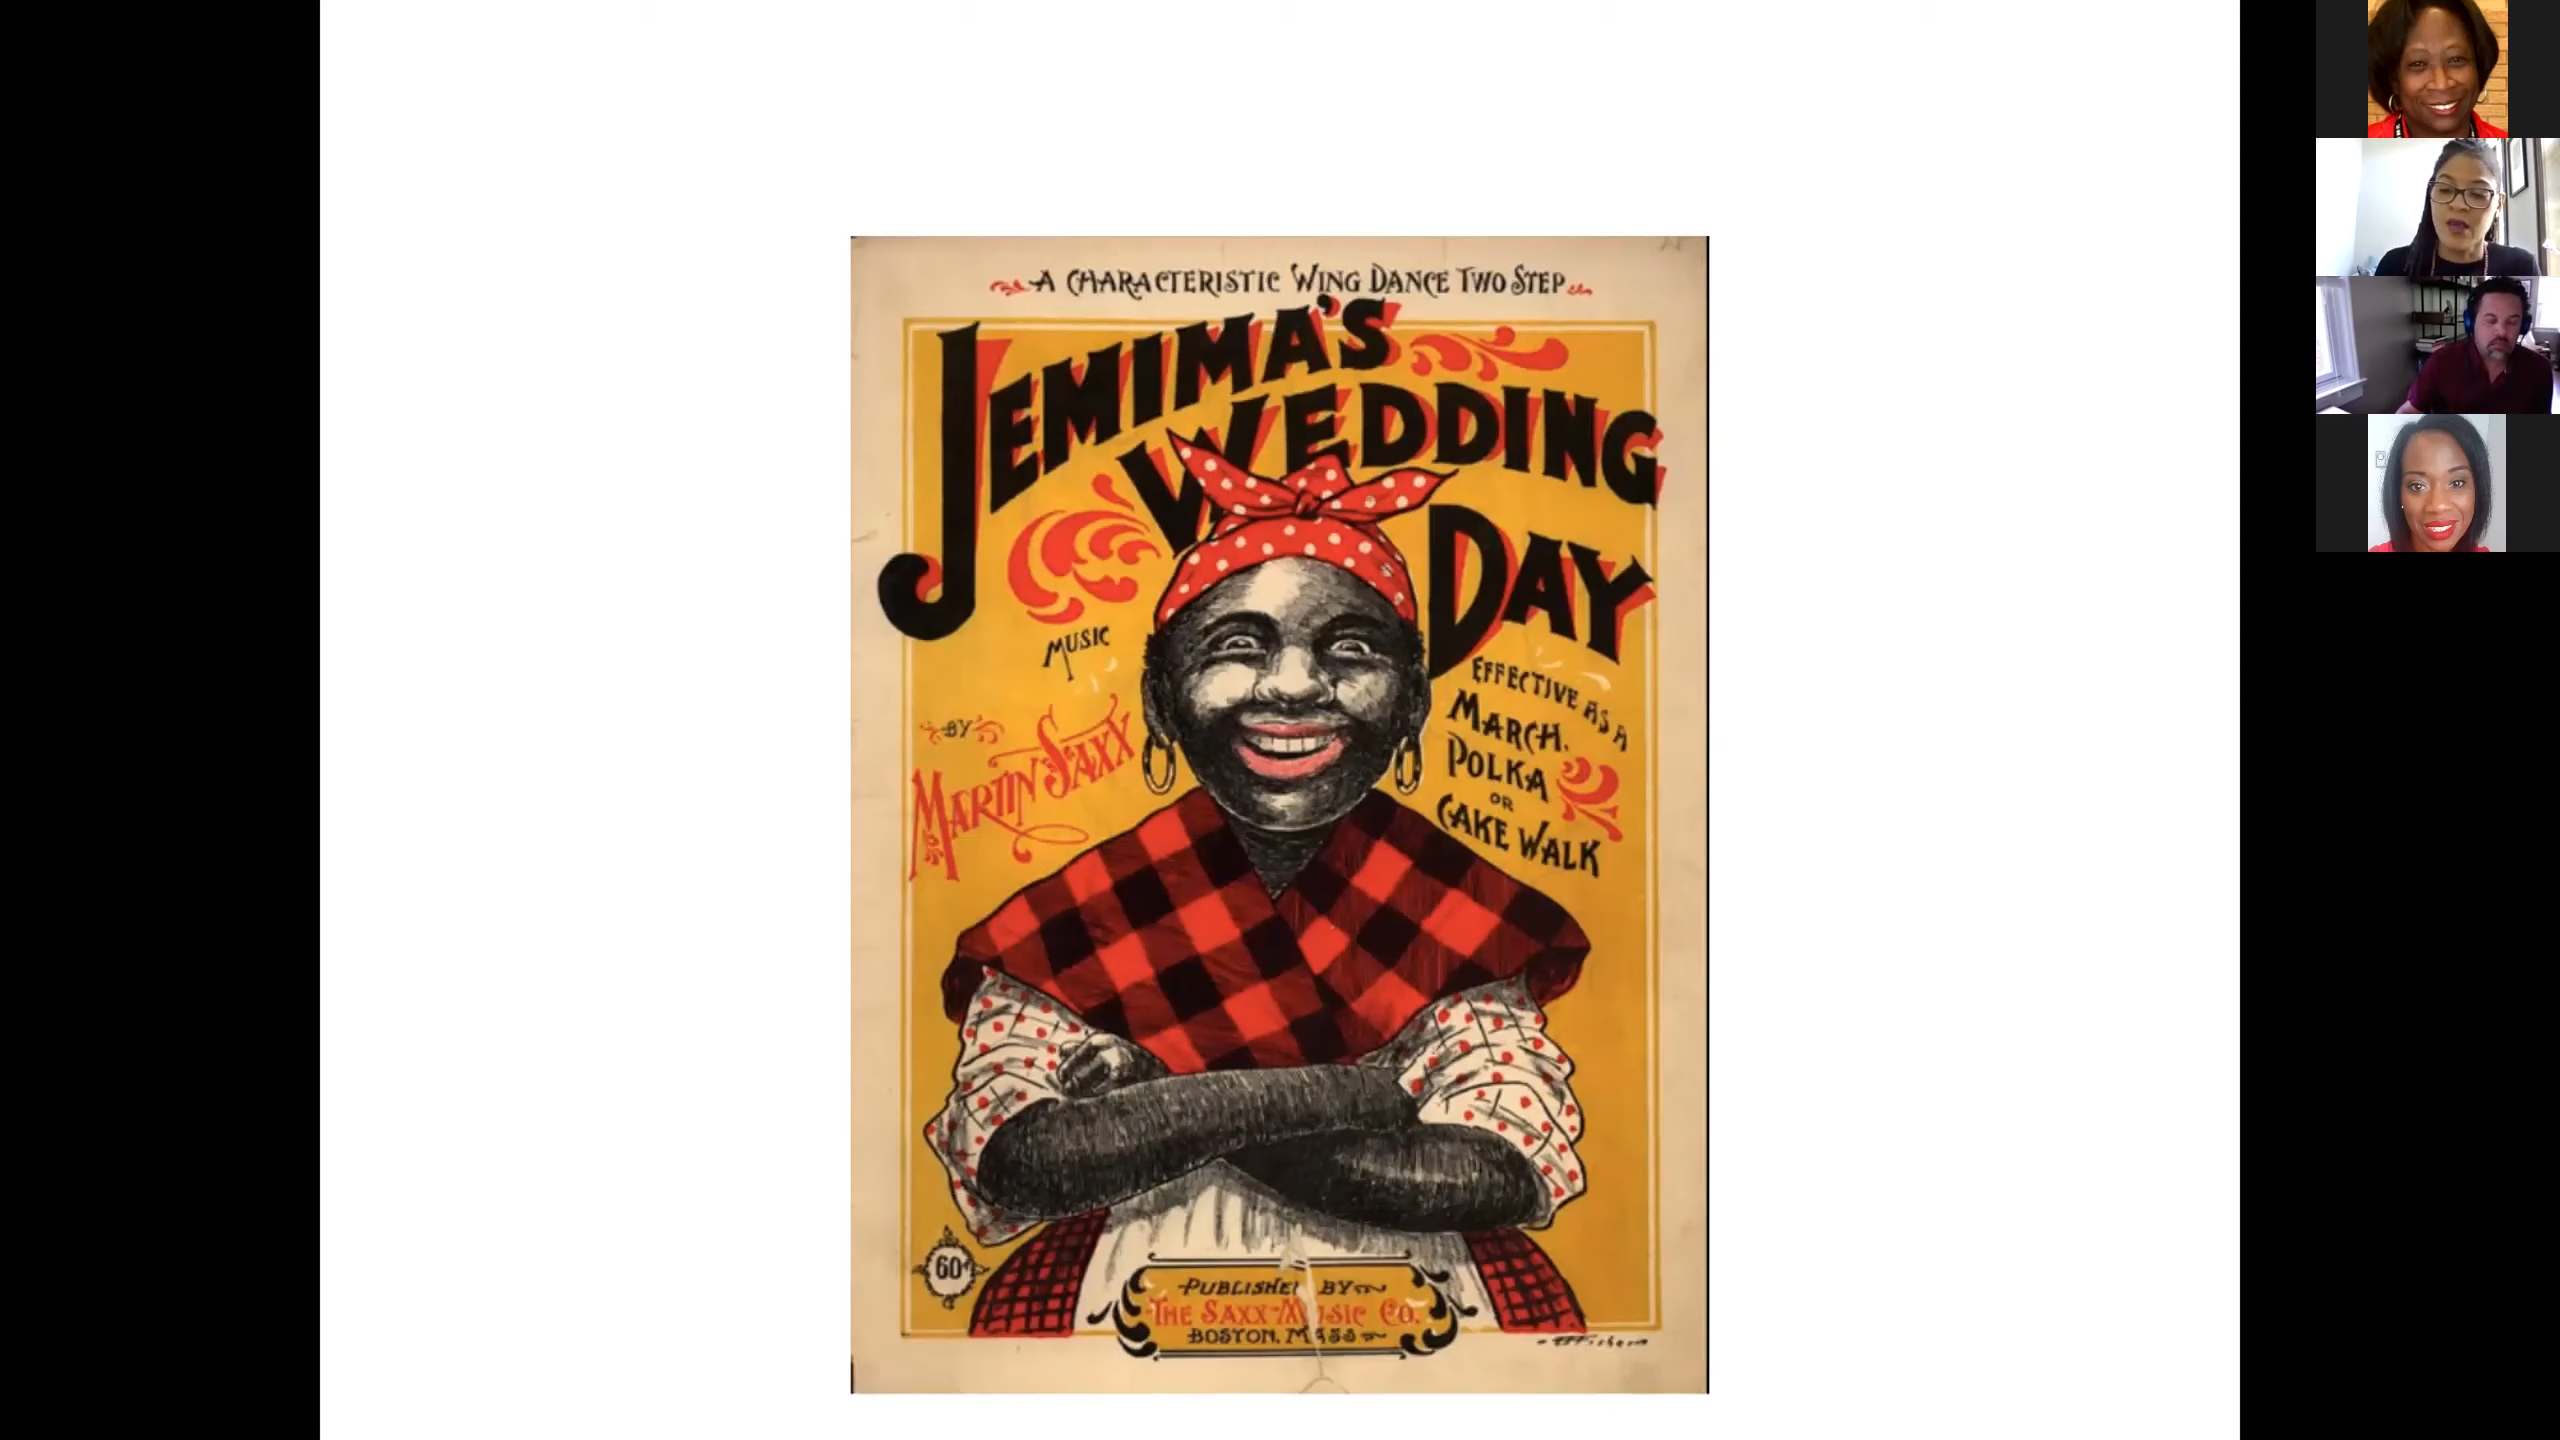 A CHARACTERISTIC WING DANCE TWO STEP
JEMIMA'S
WEDDING
DAY
MUSIC
BY
MARTIN SAXX
EFFECTIVE AS A
MARCH,
POLKA
OR
CAKE WALK
60¢
PUBLISHED BY
THE SAXX MUSIC CO.
BOSTON, MASS